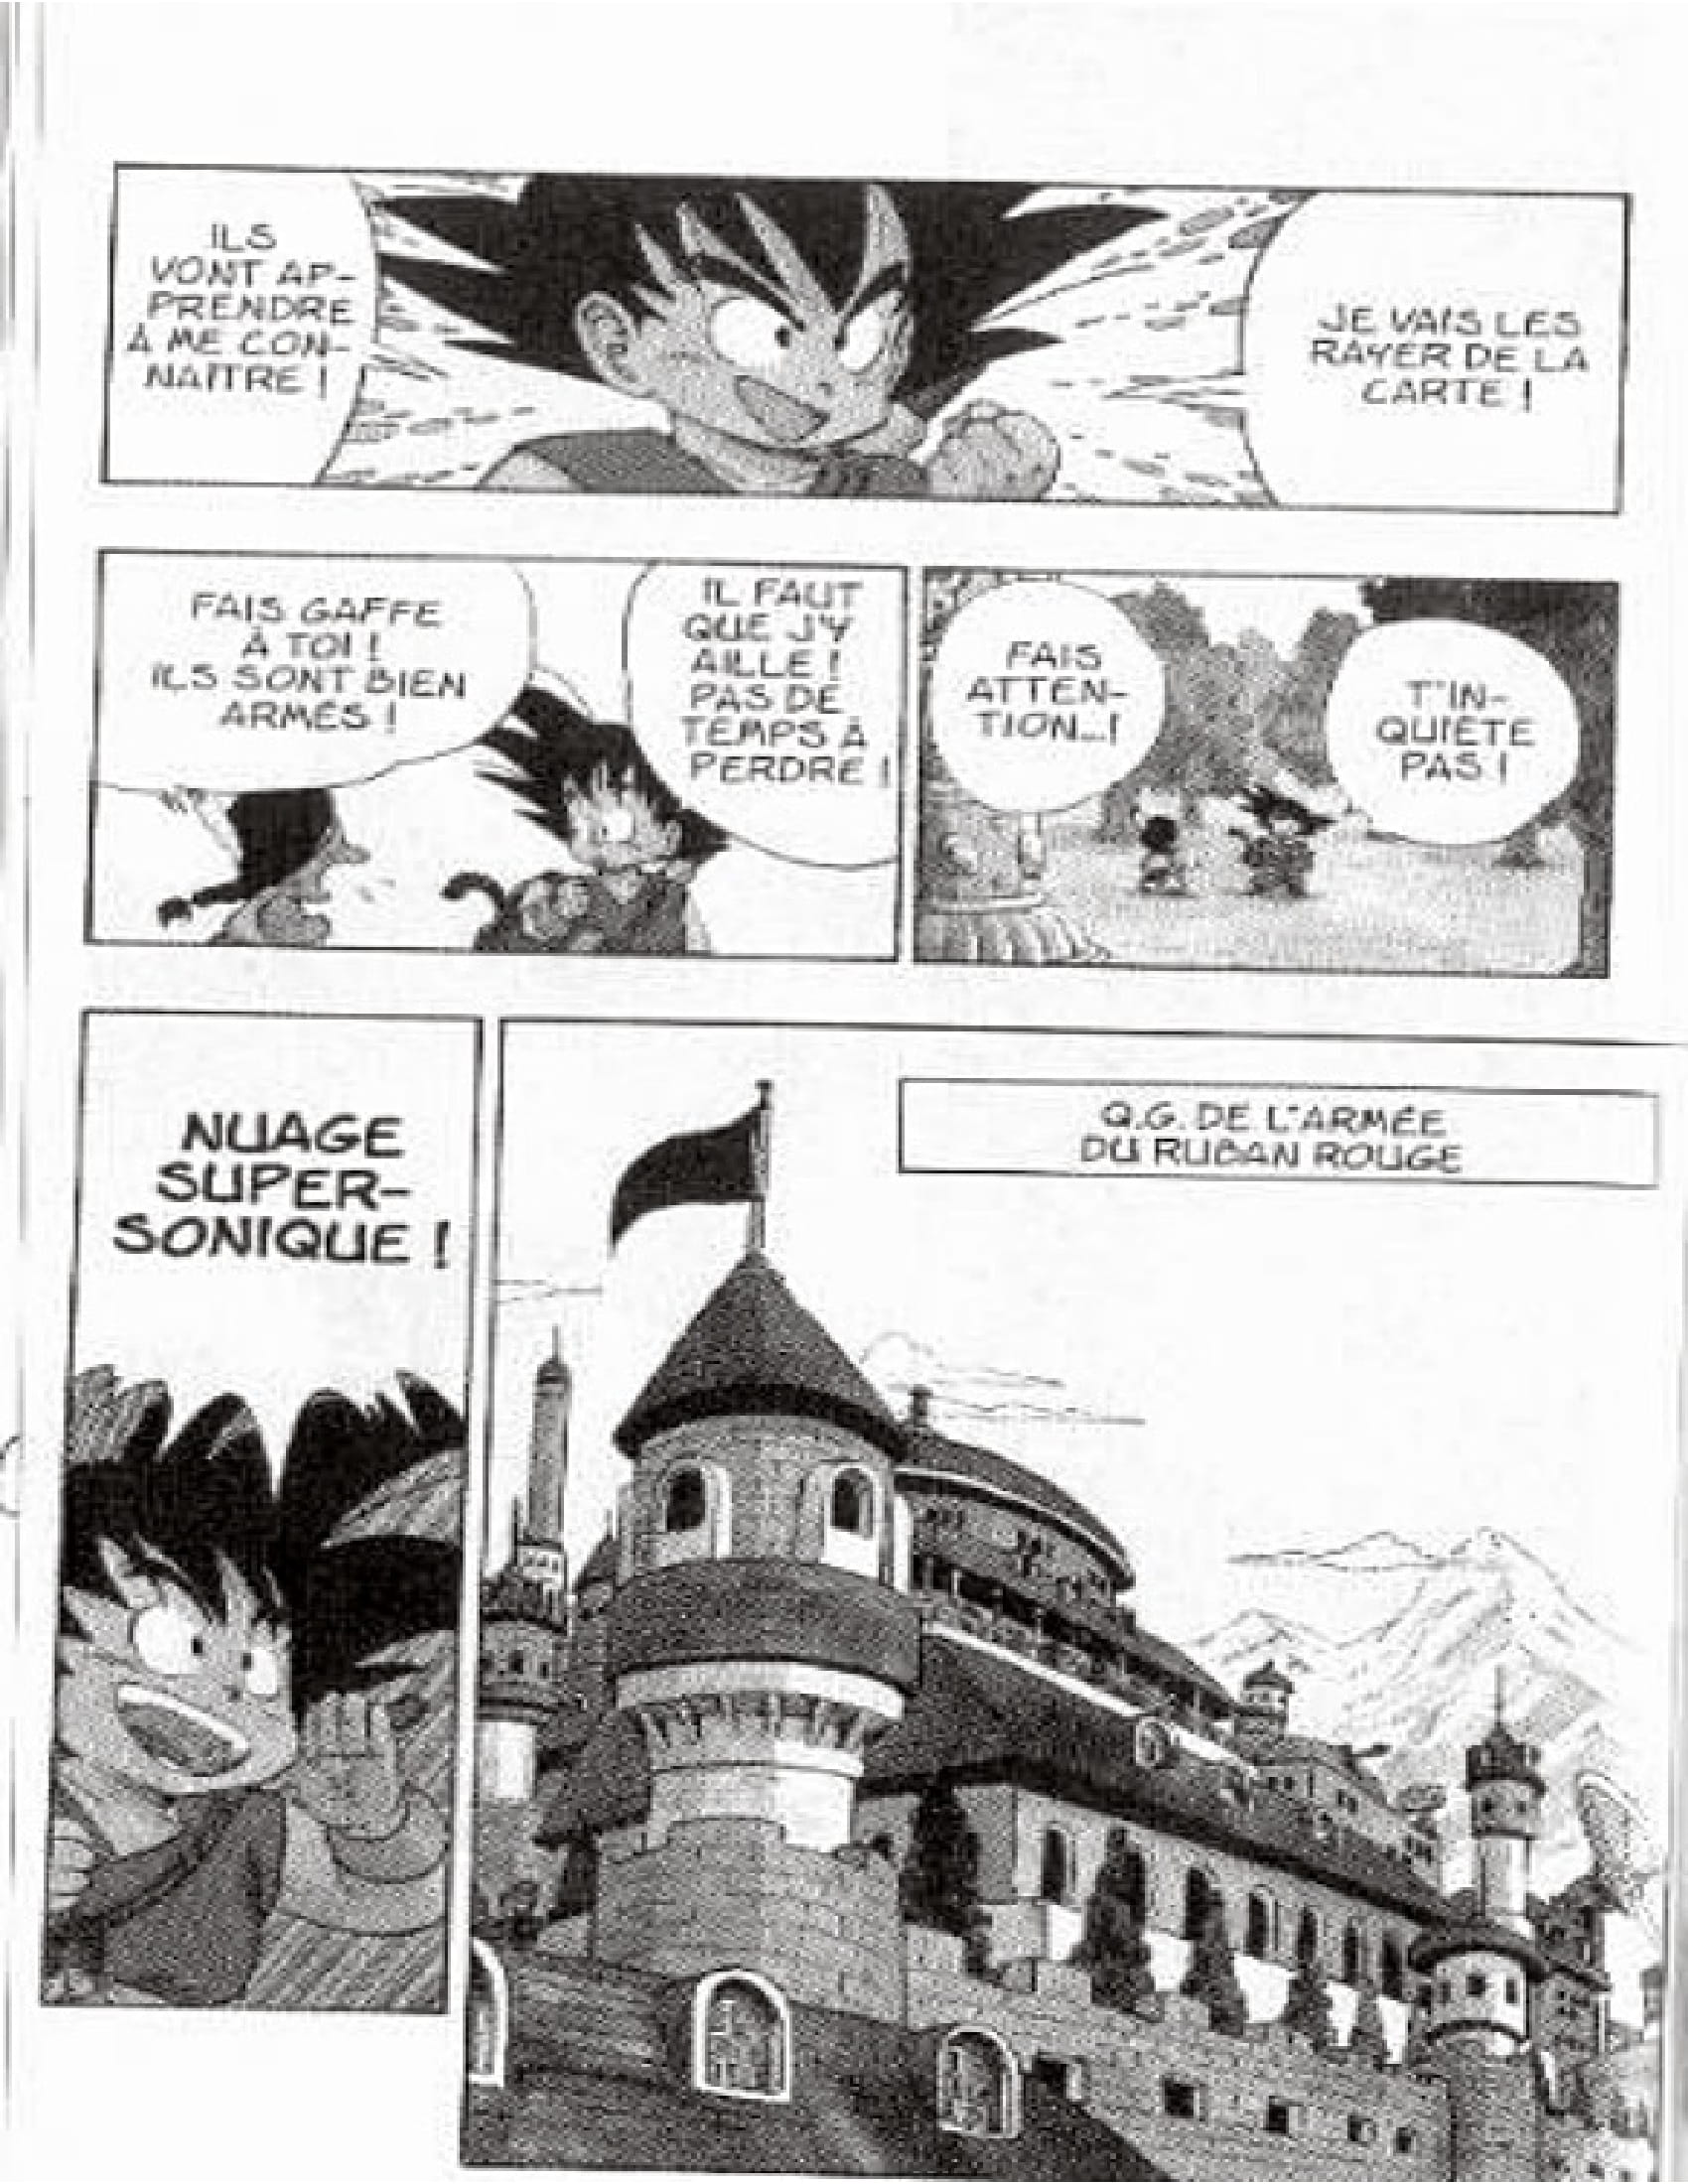 ILS
VONT AP-
PRENDRE
À ME CON-
NAÎTRE !
JE VAIS LES
RAYER DE LA
CARTE !
FAIS GAFFE
À TOI !
ILS SONT BIEN
ARMÉS !
IL FAUT
QUE J'Y
AILLE !
PAS DE
TEMPS À
PERDRE !
FAIS
ATTEN-
TION...!
T'IN-
QUIÈTE
PAS !
NUAGE
SUPER-
SONIQUE !
Q.G. DE L'ARMÉE
DU RUBAN ROUGE